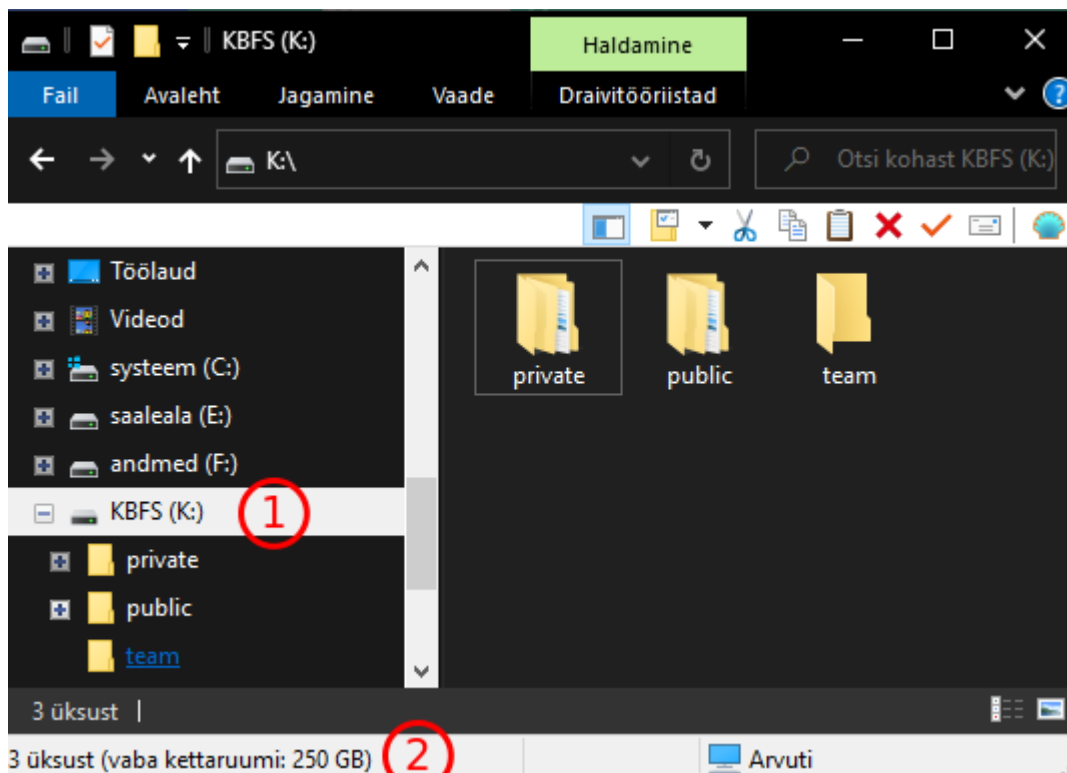 KBFS (K:)
Haldamine
Fail Avaleht Jagamine Vaade Draivitööriistad
K:\ Otsi kohast KBFS (K:)
Töölaud
Videod
systeem (C:)
saaleala (E:)
andmed (F:)
KBFS (K:) 1
private
public
team
private public team
3 üksust
3 üksust (vaba kettaruumi: 250 GB) 2 Arvuti